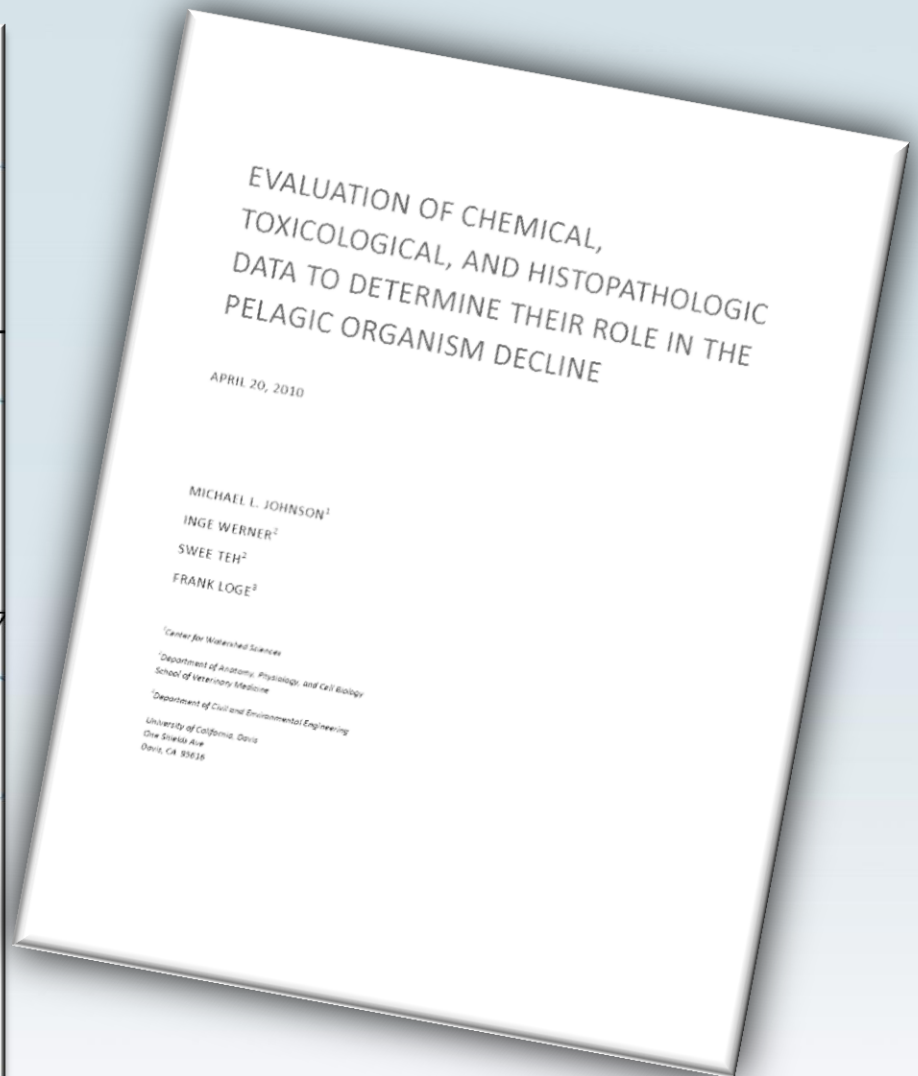 EVALUATION OF CHEMICAL,
TOXICOLOGICAL, AND HISTOPATHOLOGIC
DATA TO DETERMINE THEIR ROLE IN THE
PELAGIC ORGANISM DECLINE
APRIL 20, 2010
MICHAEL L. JOHNSON¹
INGE WERNER²
SWEE TEH²
FRANK LOGE³
¹Center for Watershed Sciences
²Department of Anatomy, Physiology, and Cell Biology
School of Veterinary Medicine
³Department of Civil and Environmental Engineering
University of California, Davis
One Shields Ave
Davis, CA 95616